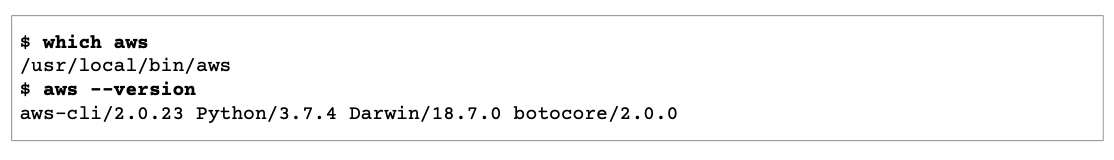 $ which aws
/usr/local/bin/aws
$ aws --version
aws-cli/2.0.23 Python/3.7.4 Darwin/18.7.0 botocore/2.0.0